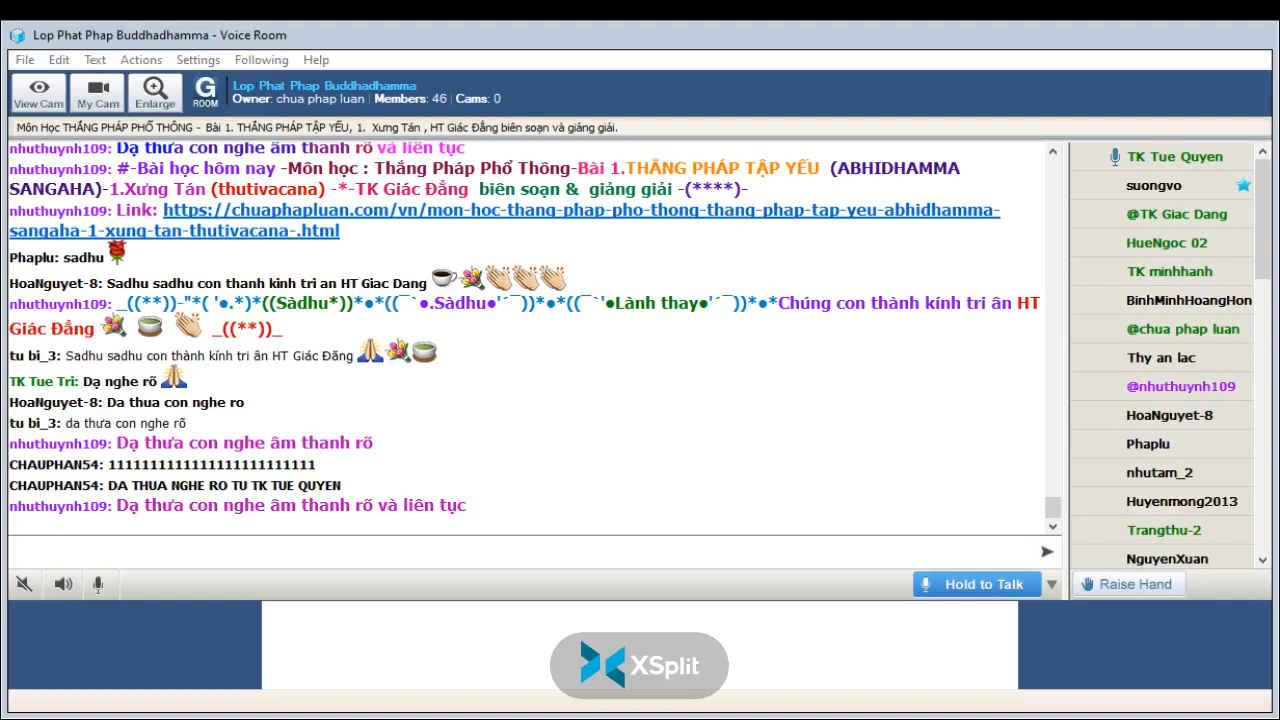 Lop Phat Phap Buddhadhamma - Voice Room
File Edit Text Actions Settings Following Help
View Cam My Cam Enlarge G ROOM
Lop Phat Phap Buddhadhamma
Owner: chua phap luan | Members: 46 | Cams: 0
Môn Học THẮNG PHÁP PHỔ THÔNG - Bài 1. THẮNG PHÁP TẬP YẾU, 1. Xưng Tán , HT Giác Đẳng biên soạn và giảng giải.
nhuthuynh109: Dạ thưa con nghe âm thanh rõ và liên tục
nhuthuynh109: #-Bài học hôm nay -Môn học : Thắng Pháp Phổ Thông-Bài 1.THẮNG PHÁP TẬP YẾU (ABHIDHAMMA
SANGAHA)-1.Xưng Tán (thutivacana) -*-TK Giác Đẳng biên soạn & giảng giải -(****)-
nhuthuynh109: Link: https://chuaphapluan.com/vn/mon-hoc-thang-phap-pho-thong-thang-phap-tap-yeu-abhidhamma-
sangaha-1-xung-tan-thutivacana-.html
Phaplu: sadhu
HoaNguyet-8: Sadhu sadhu con thanh kinh tri an HT Giac Dang
nhuthuynh109: _((**))-"*( '●.*)*((Sàdhu*))*●*((¯`●.Sàdhu●'´¯))*●*((¯`'●Lành thay●'´¯))*●*●*Chúng con thành kính tri ân HT
Giác Đẳng _((**))_
tu bi_3: Sadhu sadhu con thành kính tri ân HT Giác Đăng
TK Tue Tri: Dạ nghe rõ
HoaNguyet-8: Da thua con nghe ro
tu bi_3: da thưa con nghe rõ
nhuthuynh109: Dạ thưa con nghe âm thanh rõ
CHAUPHAN54: 1111111111111111111111111
CHAUPHAN54: DA THUA NGHE RO TU TK TUE QUYEN
nhuthuynh109: Dạ thưa con nghe âm thanh rõ và liên tục
TK Tue Quyen
suongvo
@TK Giac Dang
HueNgoc 02
TK minhhanh
BinhMinhHoangHon
@chua phap luan
Thy an lac
@nhuthuynh109
HoaNguyet-8
Phaplu
nhutam_2
Huyenmong2013
Trangthu-2
NguyenXuan
Hold to Talk
Raise Hand
XSplit